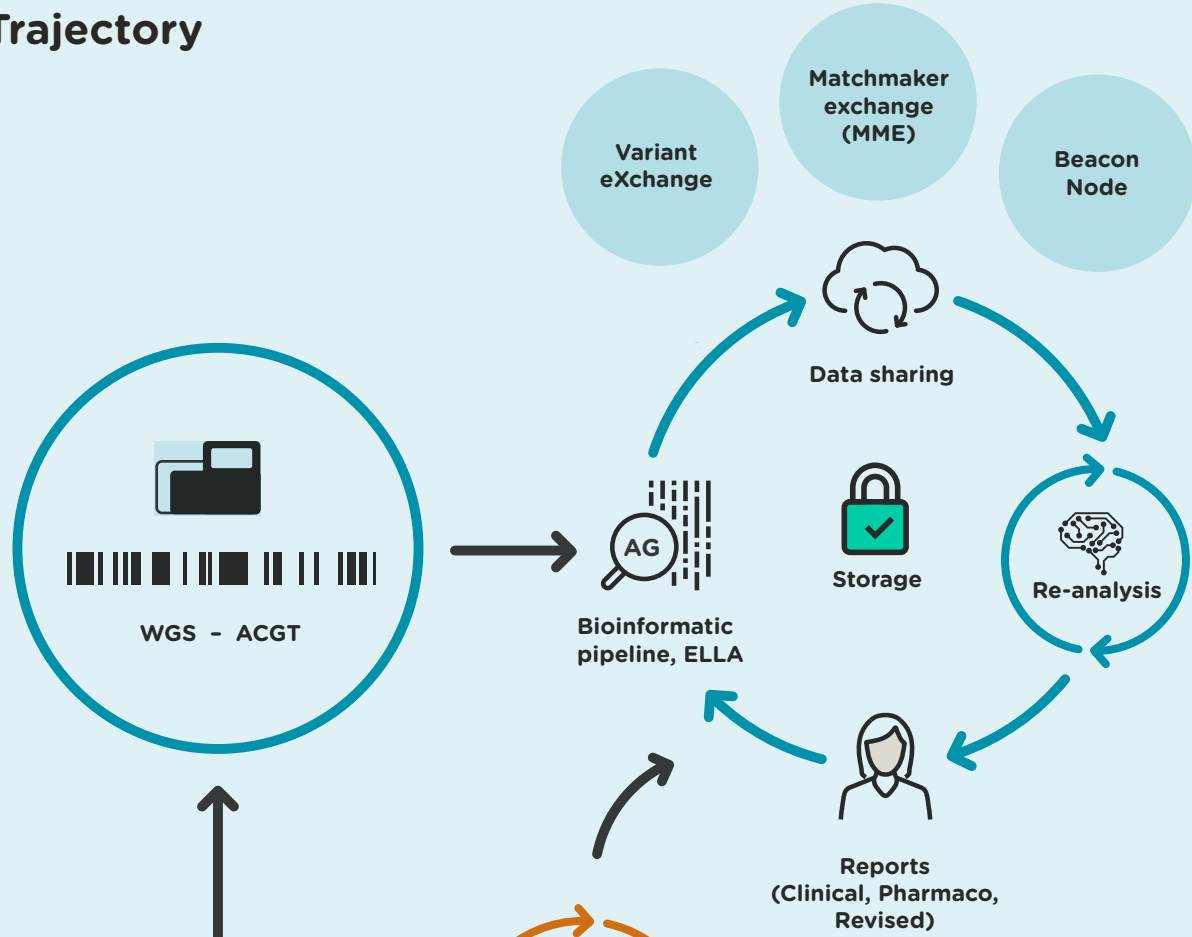 Trajectory
Matchmaker
exchange
(MME)
Variant
eXchange
Beacon
Node
Data sharing
AG
Storage
Re-analysis
WGS - ACGT
Bioinformatic
pipeline, ELLA
Reports
(Clinical, Pharmaco,
Revised)